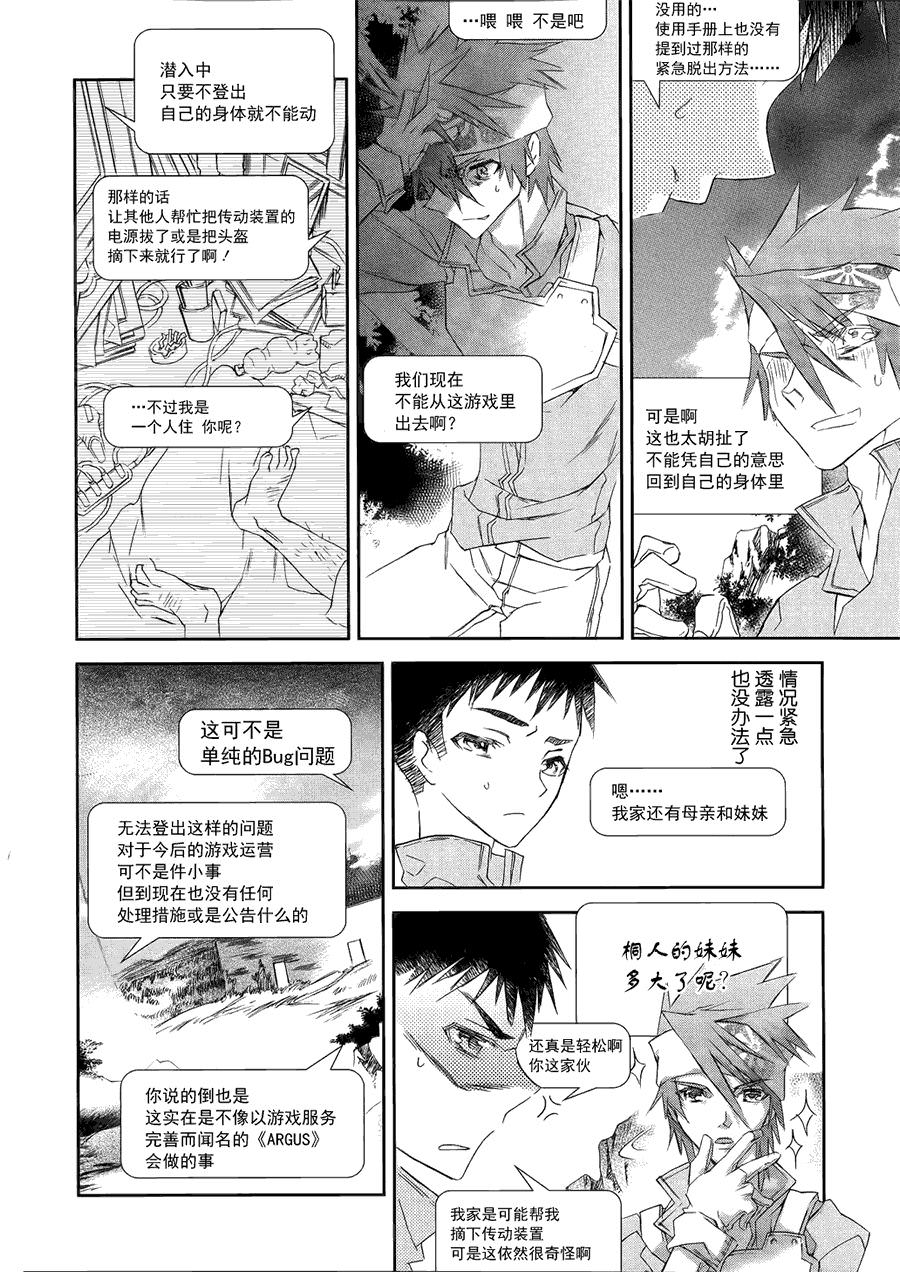 没用的…
使用手册上也没有
提到过那样的
紧急脱出方法……
可是啊
这也太胡扯了
不能凭自己的意思
回到自己的身体里
…喂 喂 不是吧
我们现在
不能从这游戏里
出去啊?
潜入中
只要不登出
自己的身体就不能动
那样的话
让其他人帮忙把传动装置的
电源拔了或是把头盔
摘下来就行了啊!
…不过我是
一个人住 你呢?
情况紧急
透露一点
也没办法了
嗯……
我家还有母亲和妹妹
桐人的妹妹
多大了呢?
还真是轻松啊
你这家伙
我家是可能帮我
摘下传动装置
可是这依然很奇怪啊
这可不是
单纯的Bug问题
无法登出这样的问题
对于今后的游戏运营
可不是件小事
但到现在也没有任何
处理措施或是公告什么的
你说的倒也是
这实在是不像以游戏服务
完善而闻名的《ARGUS》
会做的事